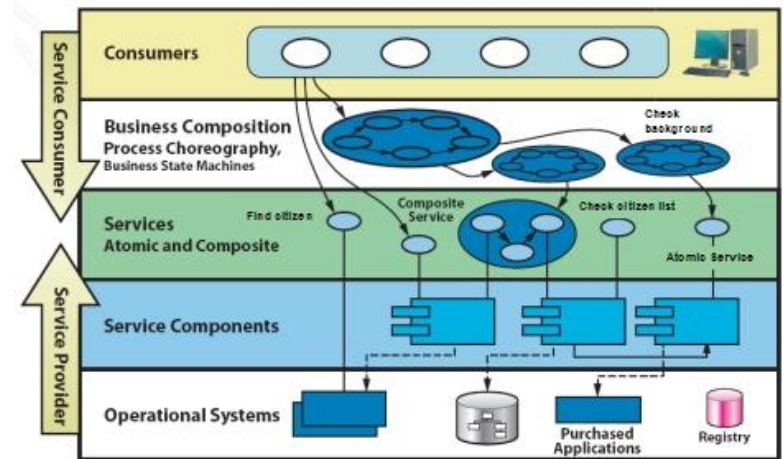 Service Consumer
Service Provider
Consumers
Business Composition
Process Choreography,
Business State Machines
Check
background
Services
Atomic and Composite
Find citizen
Composite
Service
Check citizen list
Atomic Service
Service Components
Operational Systems
Purchased
Applications
Registry